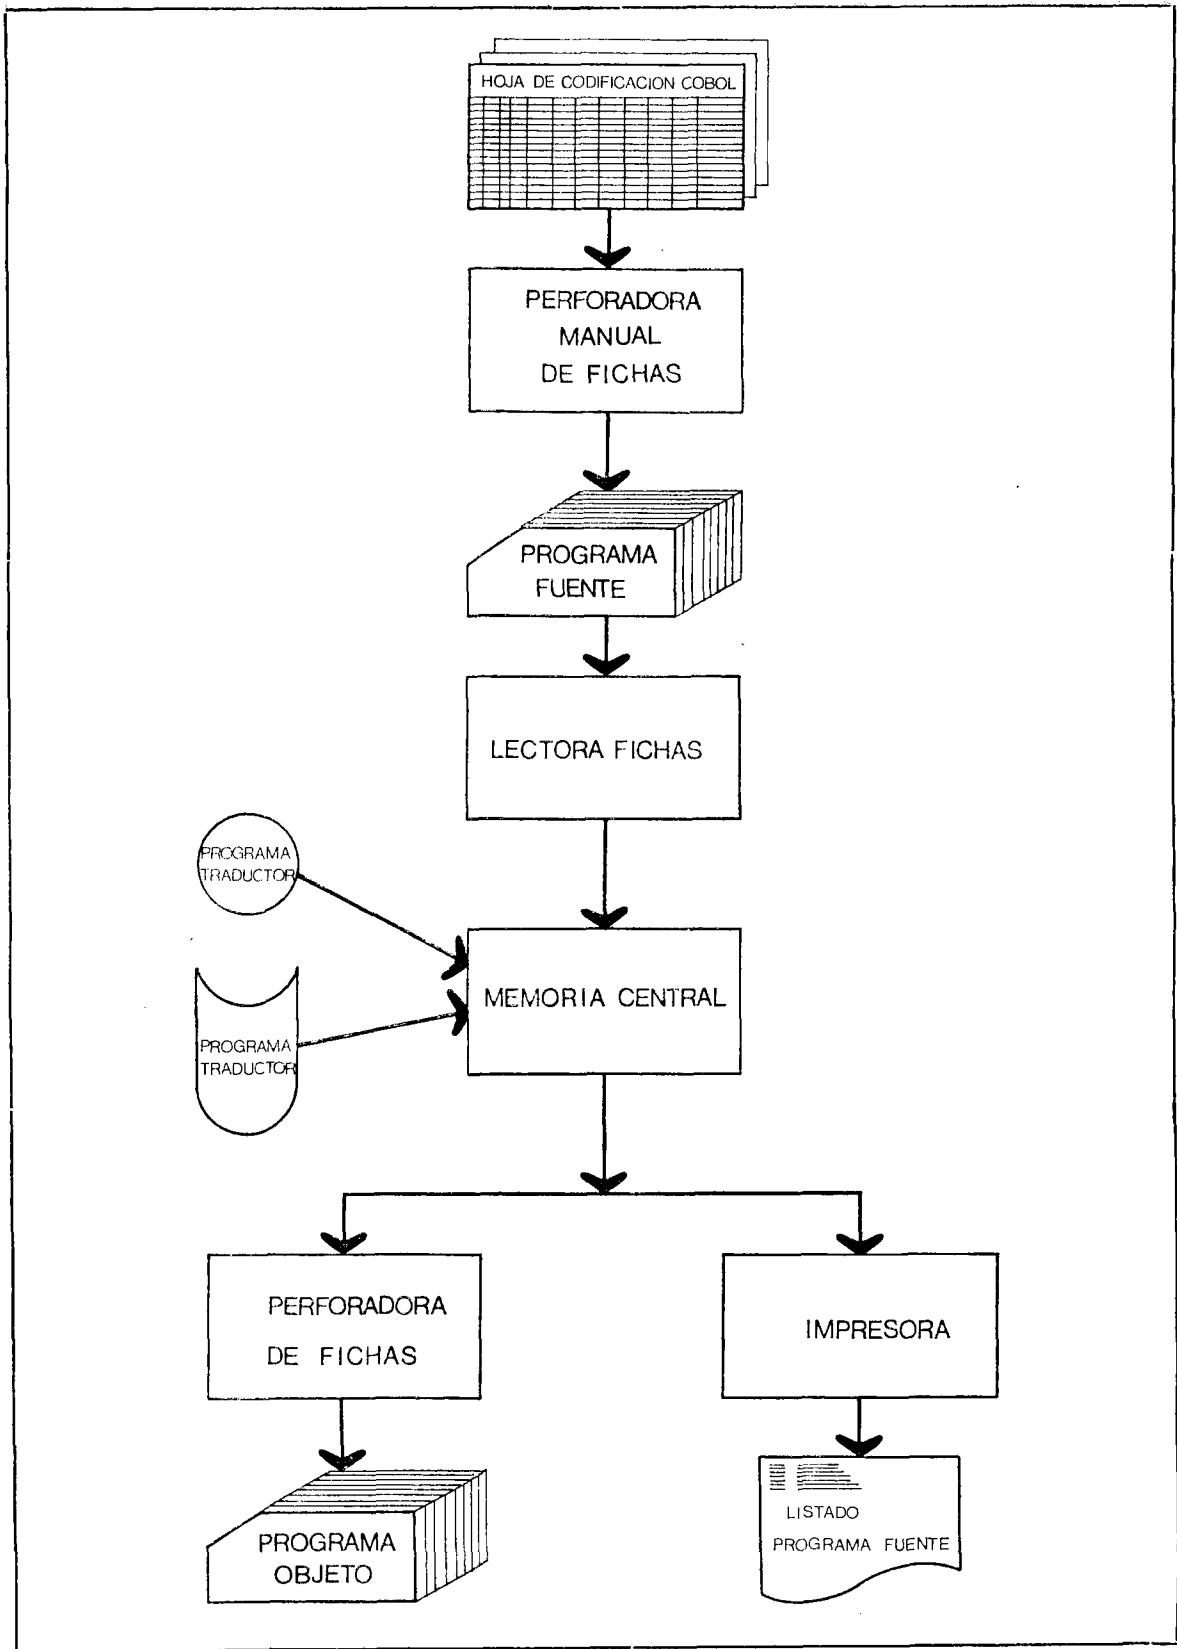 HOJA DE CODIFICACION COBOL
PERFORADORA
MANUAL
DE FICHAS
PROGRAMA
FUENTE
LECTORA FICHAS
PROGRAMA
TRADUCTOR
MEMORIA CENTRAL
PROGRAMA
TRADUCTOR
PERFORADORA
DE FICHAS
IMPRESORA
PROGRAMA
OBJETO
LISTADO
PROGRAMA FUENTE